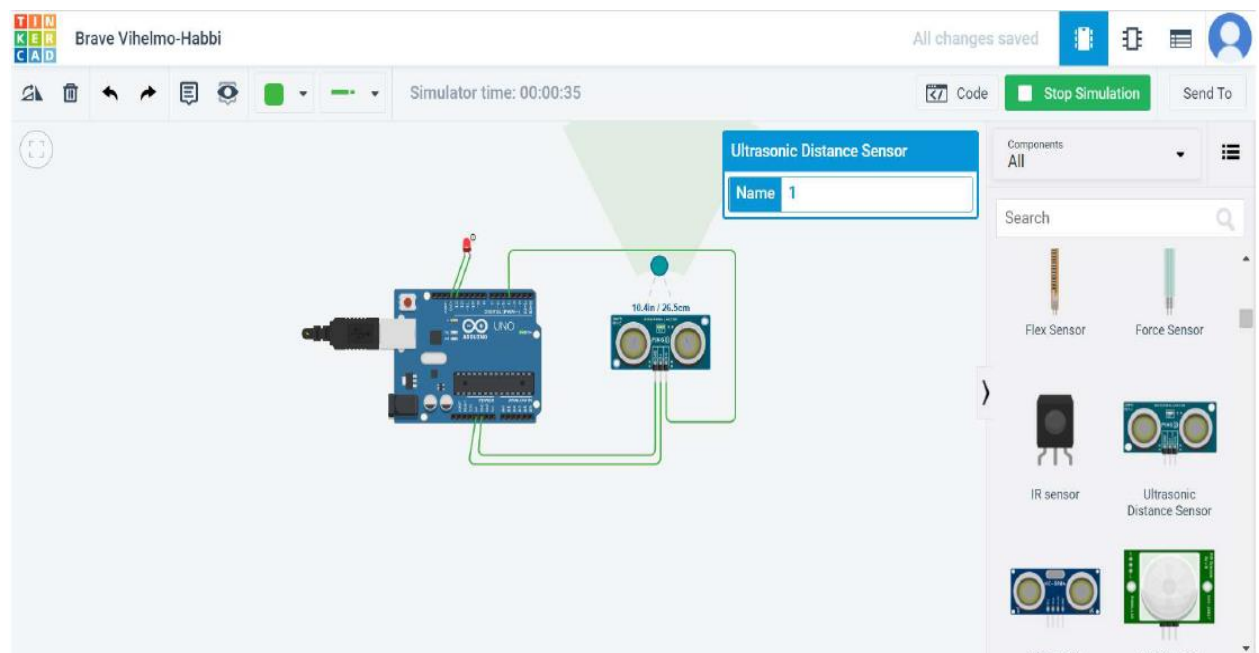 TIN
KER
CAD
Brave Vihelmo-Habbi
All changes saved
Simulator time: 00:00:35
Code
Stop Simulation
Send To
Ultrasonic Distance Sensor
Name 1
Components
All
Search
10.4in / 26.5cm
UNO
ARDUINO
Flex Sensor
Force Sensor
IR sensor
Ultrasonic
Distance Sensor